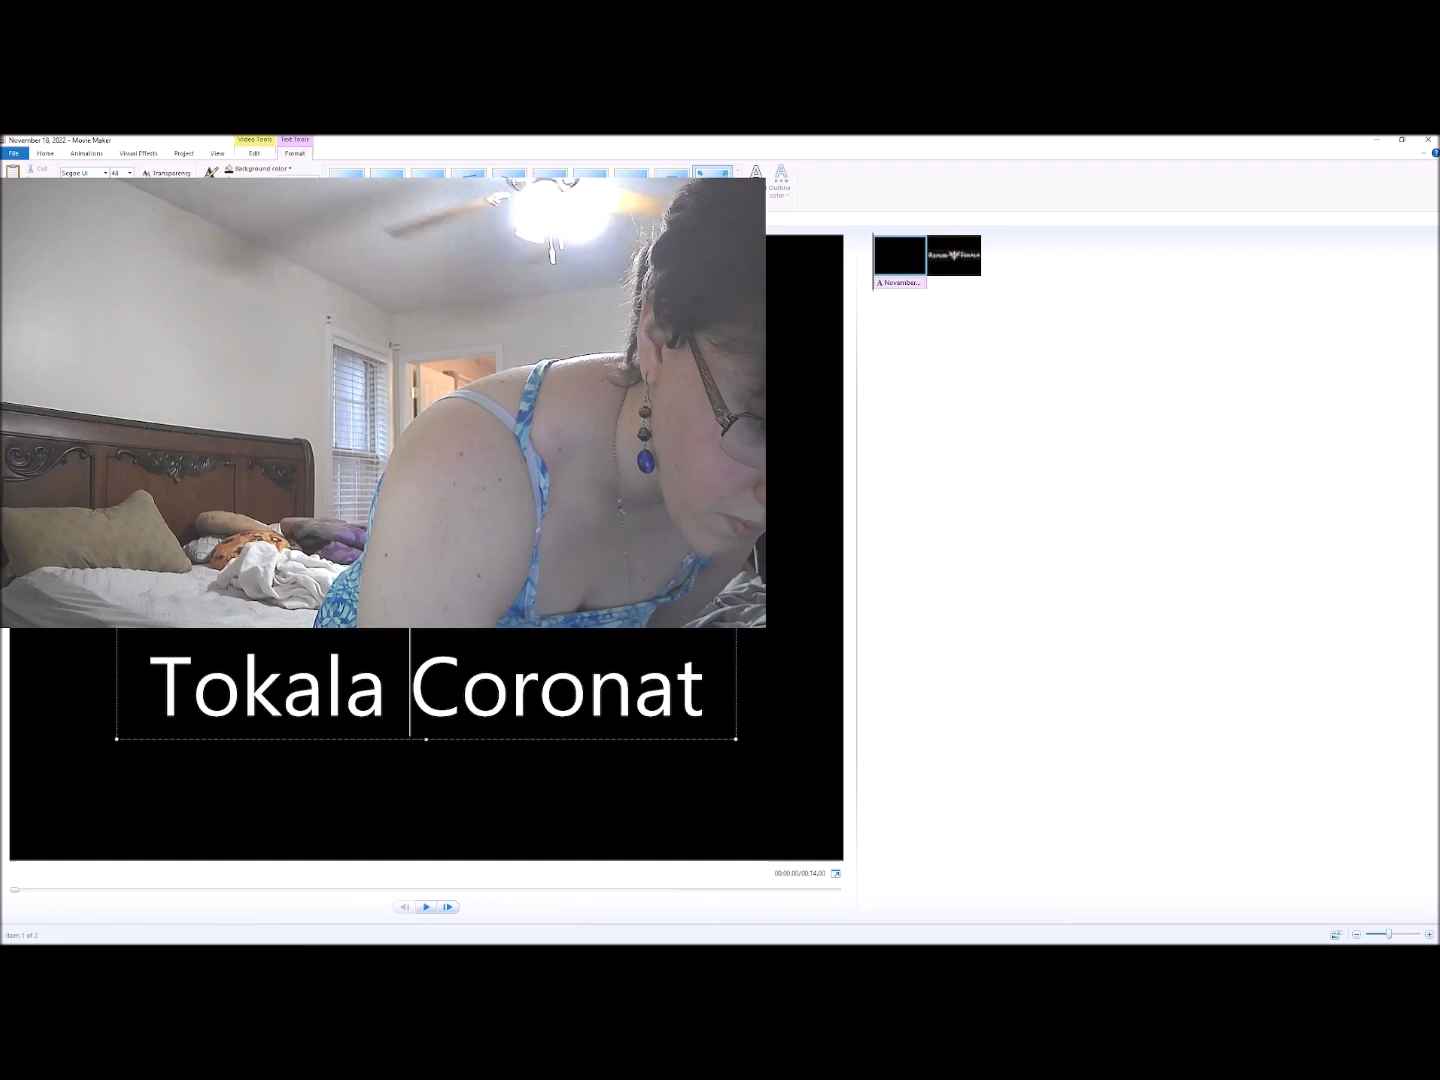 November 18, 2022 - Movie Maker
Video Tools
Text Tools
File
Home
Animations
Visual Effects
Project
View
Edit
Format
Cut
Segoe UI
48
Transparency
Background color
A
A
Outline
color
TOKALA
A November...
Tokala Coronat
00:00.00/00:14.00
Item 1 of 2